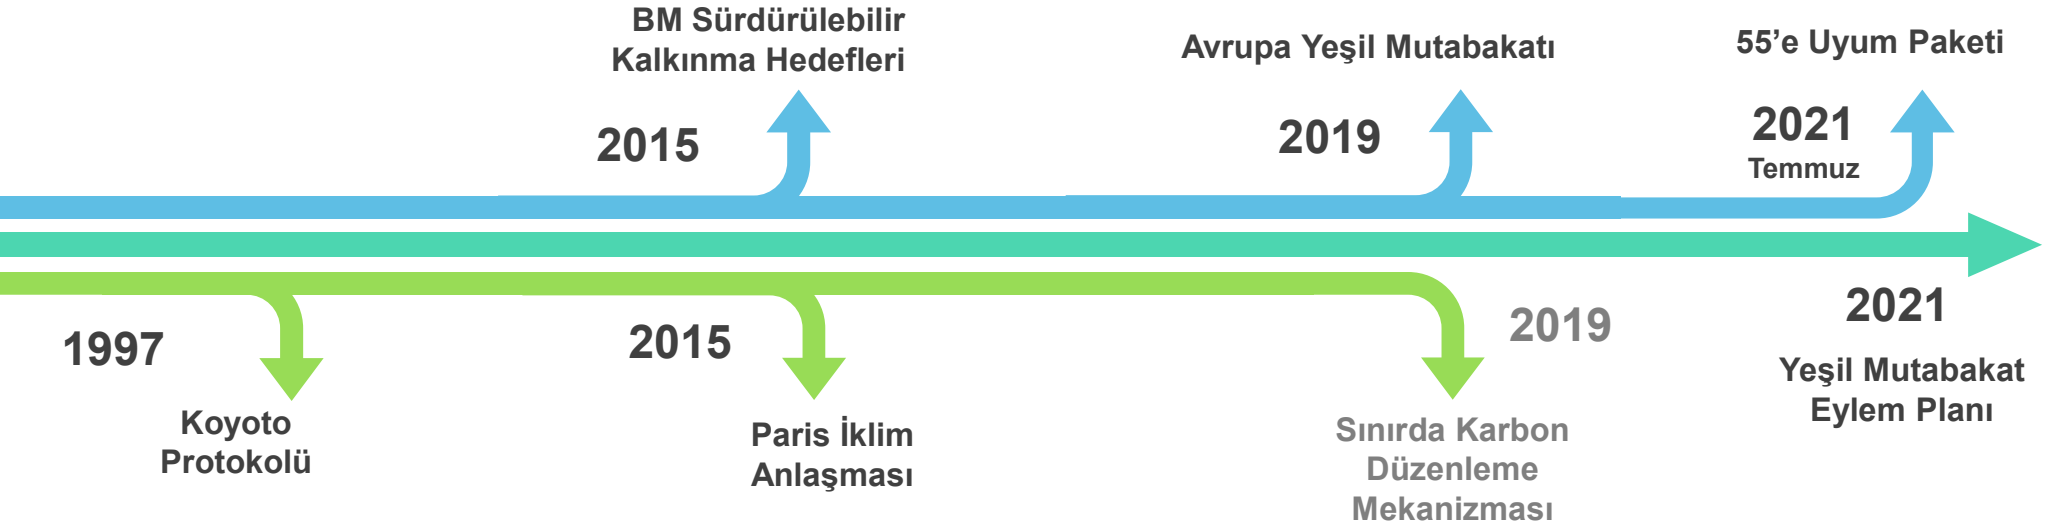 BM Sürdürülebilir
Kalkınma Hedefleri
2015
Avrupa Yeşil Mutabakatı
2019
55’e Uyum Paketi
2021
Temmuz
1997
Koyoto
Protokolü
2015
Paris İklim
Anlaşması
2019
Sınırda Karbon
Düzenleme
Mekanizması
2021
Yeşil Mutabakat
Eylem Planı